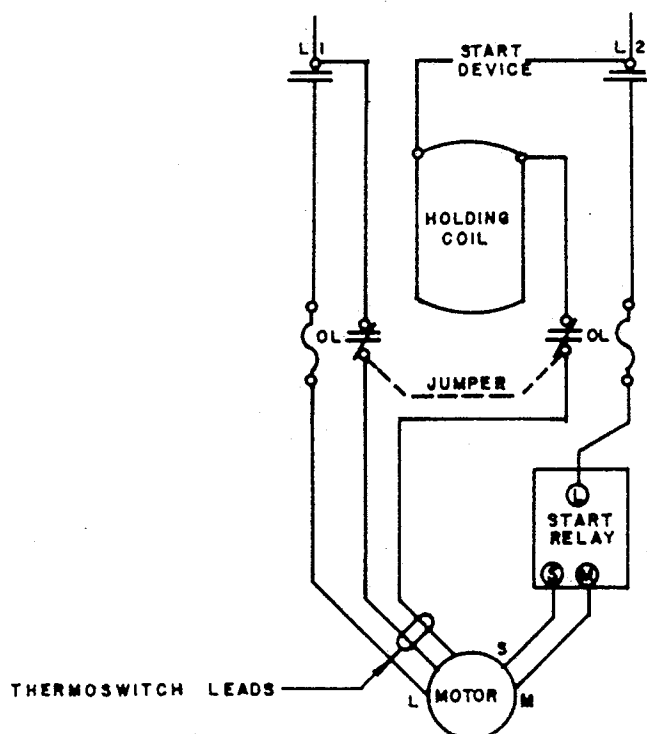 L1
START
DEVICE
L2
HOLDING
COIL
OL
OL
JUMPER
L
START
RELAY
S
M
S
THERMOSWITCH LEADS
L
MOTOR
M